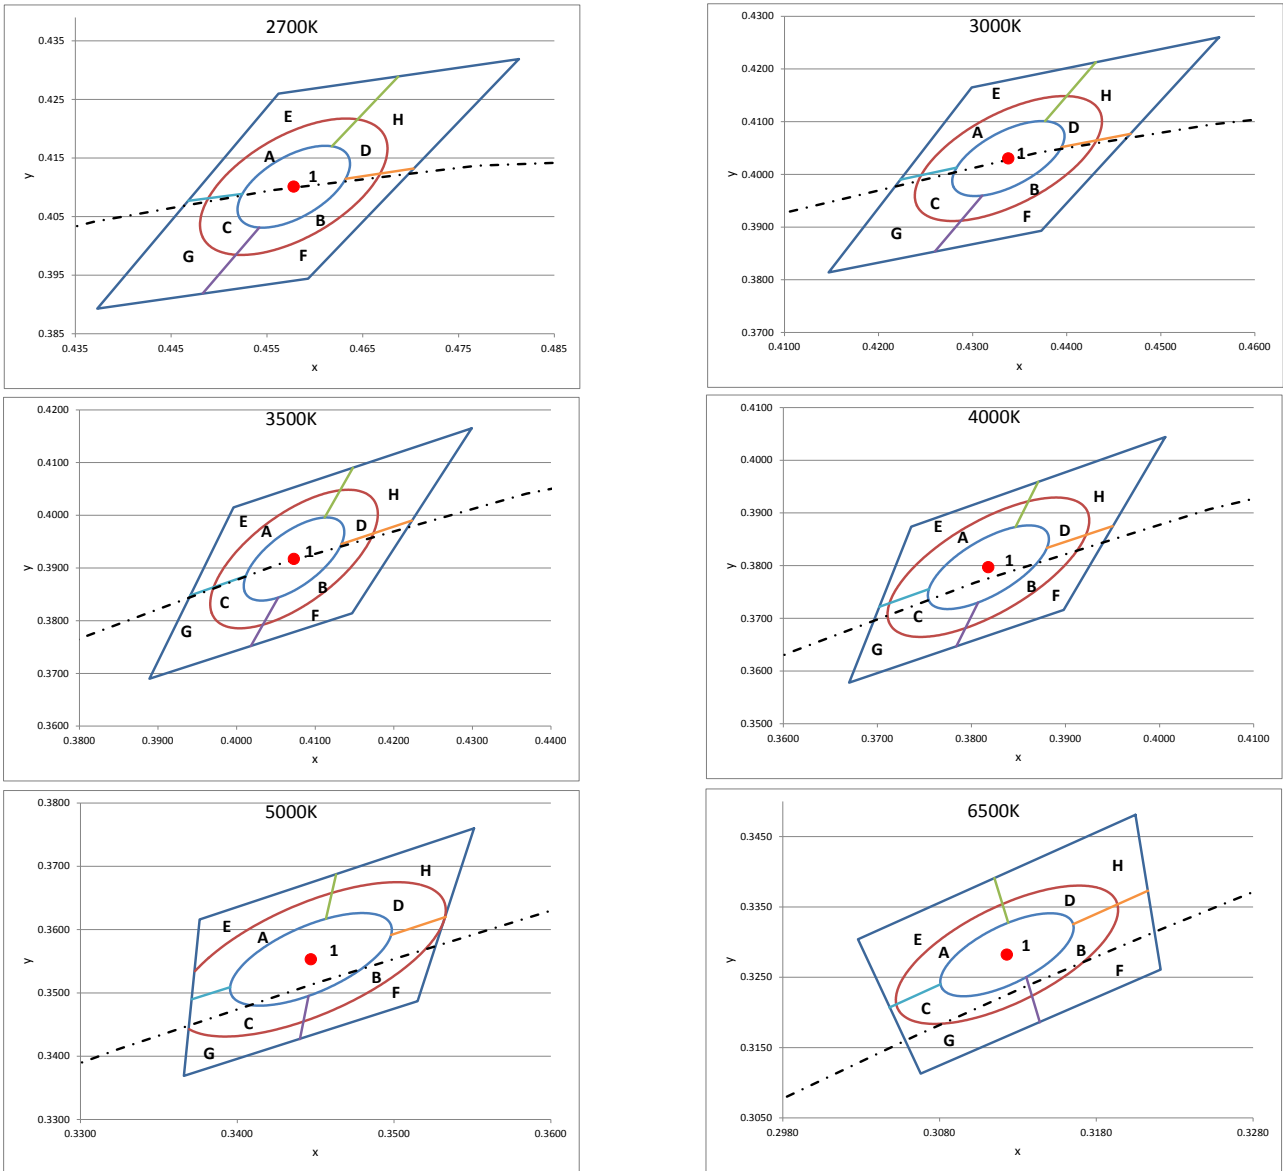 2700K
0.435
0.425
0.415
0.405
0.395
0.385
y
E
H
A
D
1
C
B
G
F
0.435
0.445
0.455
0.465
0.475
0.485
x
3000K
0.4300
0.4200
0.4100
0.4000
0.3900
0.3800
0.3700
y
E
H
A
D
1
B
C
F
G
0.4100
0.4200
0.4300
0.4400
0.4500
0.4600
x
3500K
0.4200
0.4100
0.4000
0.3900
0.3800
0.3700
0.3600
y
H
E
A
D
1
B
C
F
G
0.3800
0.3900
0.4000
0.4100
0.4200
0.4300
0.4400
x
4000K
0.4100
0.4000
0.3900
0.3800
0.3700
0.3600
0.3500
y
H
E
A
D
1
B
F
C
G
0.3600
0.3700
0.3800
0.3900
0.4000
0.4100
x
5000K
0.3800
0.3700
0.3600
0.3500
0.3400
0.3300
y
H
D
E
A
1
B
F
C
G
0.3300
0.3400
0.3500
0.3600
x
6500K
0.3450
0.3350
0.3250
0.3150
0.3050
y
H
D
E
A
1
B
F
C
G
0.2980
0.3080
0.3180
0.3280
x